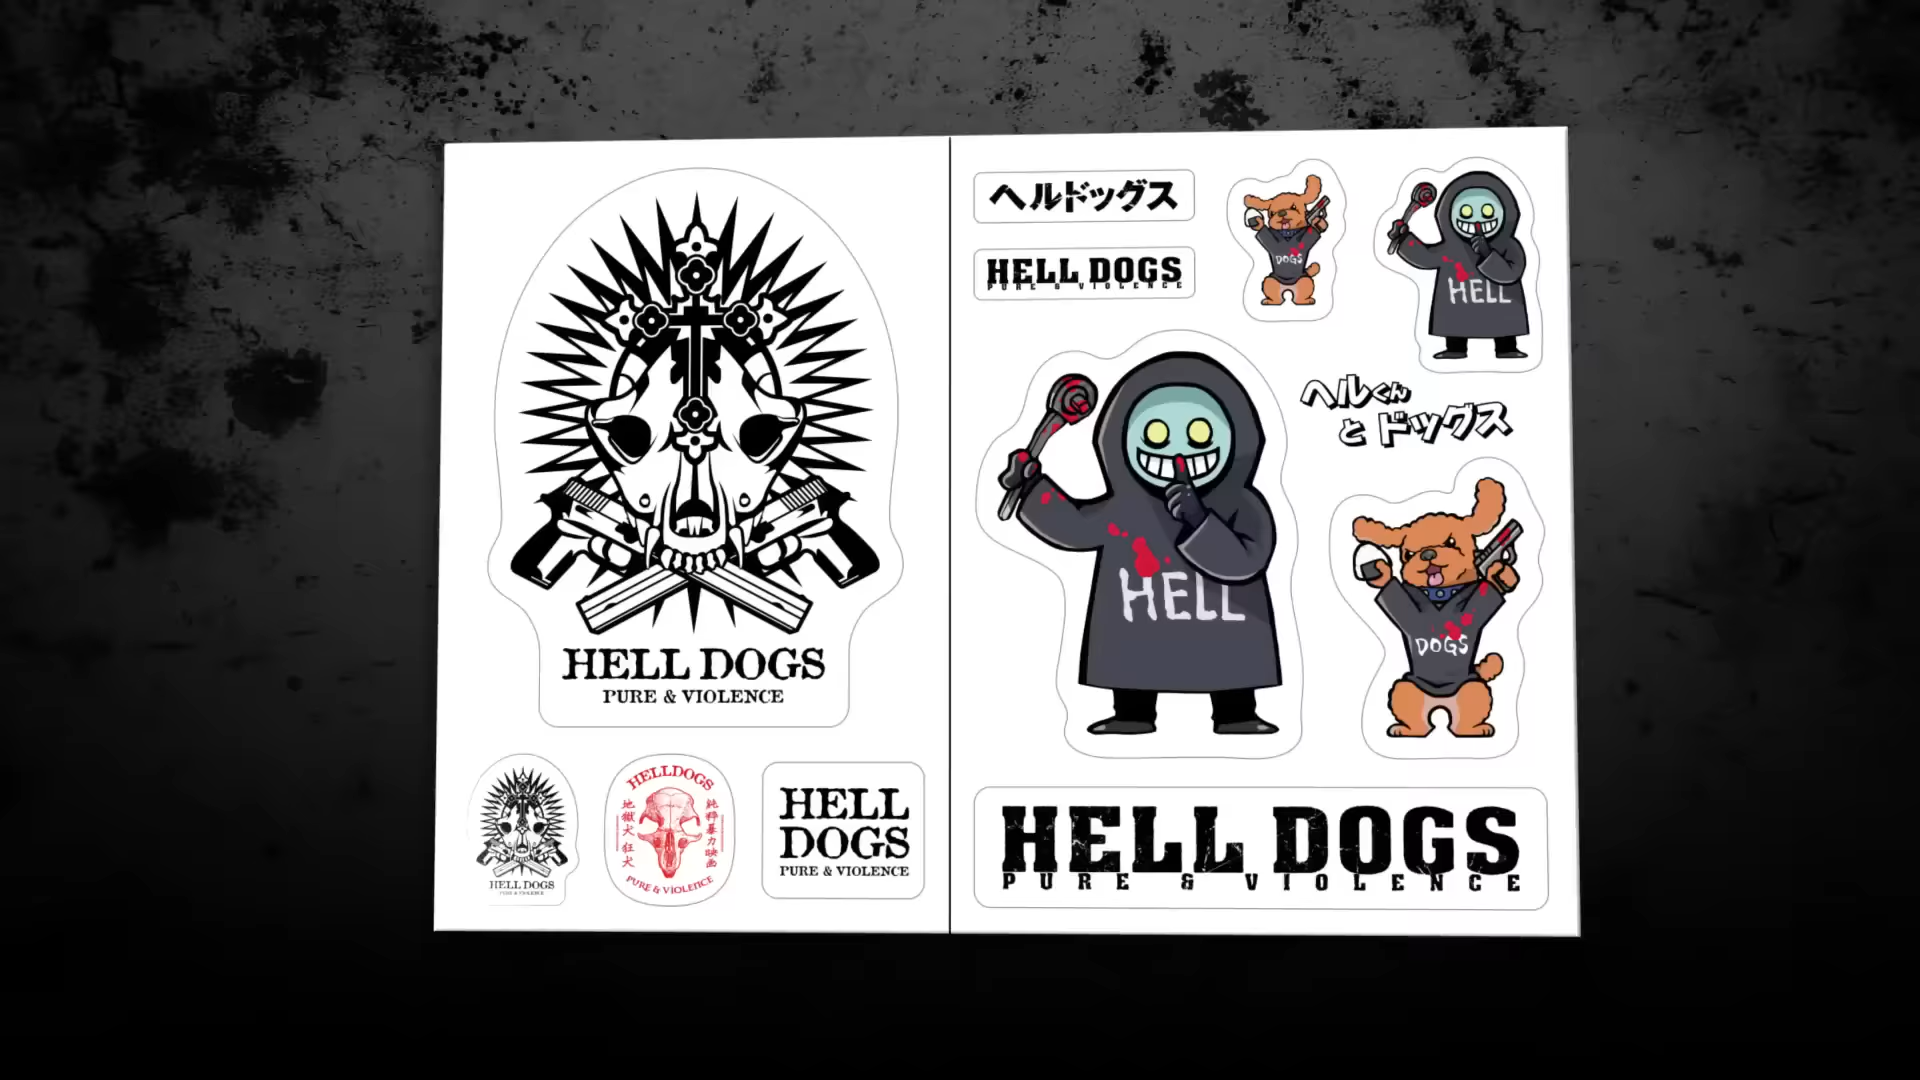 HELL DOGS
PURE & VIOLENCE
HELL DOGS
PURE & VIOLENCE
HELLDOGS
地獄犬 狂犬
純粋暴力映画
PURE & VIOLENCE
HELL
DOGS
PURE & VIOLENCE
ヘルドッグス
HELL DOGS
PURE & VIOLENCE
DOGS
HELL
HELL
ヘルくん
と ドッグス
DOGS
HELL DOGS
PURE & VIOLENCE